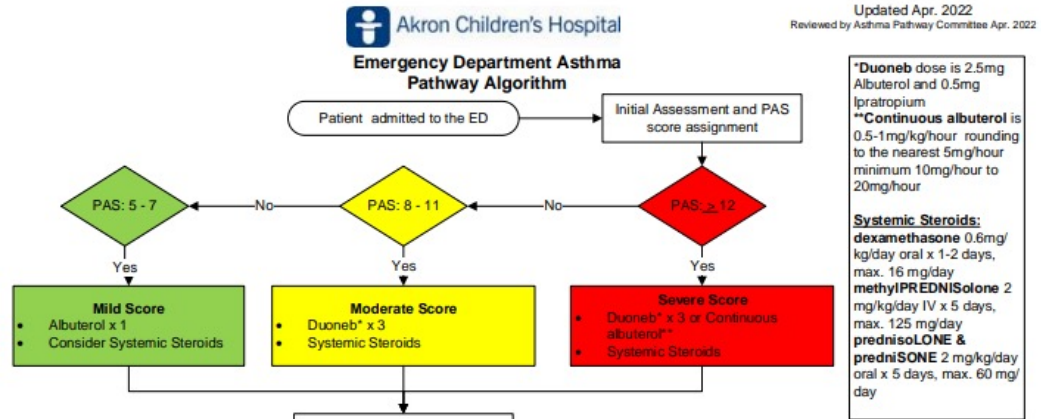 Akron Children's Hospital
Updated Apr. 2022
Reviewed by Asthma Pathway Committee Apr. 2022
Emergency Department Asthma
Pathway Algorithm
Patient admitted to the ED
Initial Assessment and PAS
score assignment
PAS: 5 - 7
No
PAS: 8 - 11
No
PAS: > 12
Yes
Yes
Yes
Mild Score
• Albuterol x 1
• Consider Systemic Steroids
Moderate Score
• Duoneb* x 3
• Systemic Steroids
Severe Score
• Duoneb* x 3 or Continuous
albuterol**
• Systemic Steroids
*Duoneb dose is 2.5mg
Albuterol and 0.5mg
Ipratropium
**Continuous albuterol is
0.5-1mg/kg/hour rounding
to the nearest 5mg/hour
minimum 10mg/hour to
20mg/hour
Systemic Steroids:
dexamethasone 0.6mg/
kg/day oral x 1-2 days,
max. 16 mg/day
methylPREDNISolone 2
mg/kg/day IV x 5 days,
max. 125 mg/day
prednisoLONE &
predniSONE 2 mg/kg/day
oral x 5 days, max. 60 mg/
day